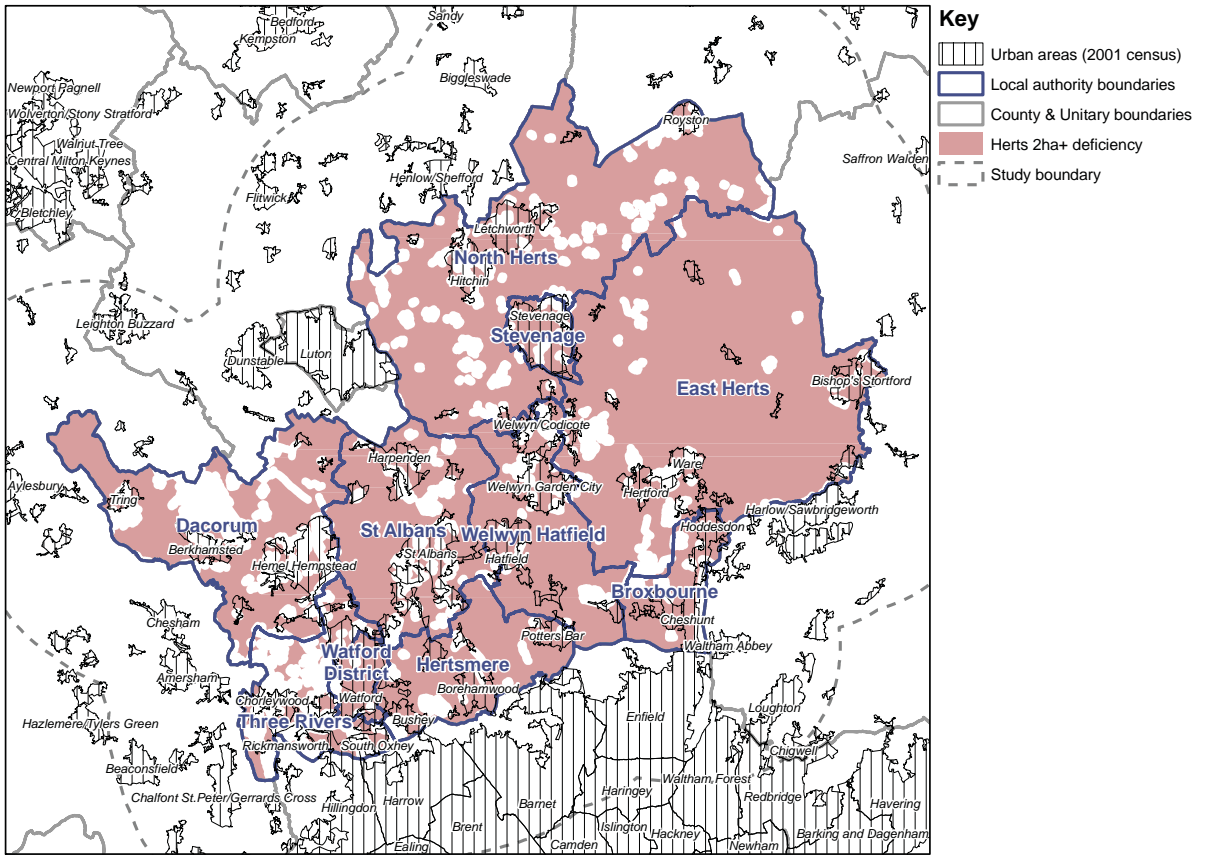 Key
Urban areas (2001 census)
Local authority boundaries
County & Unitary boundaries
Herts 2ha+ deficiency
Study boundary
Sandy
Bedford
Kempston
Biggleswade
Newport Pagnell
Wolverton/Stony Stratford
Royston
Walnut Tree
Central Milton Keynes
Saffron Walden
Henlow/Shefford
Flitwick
Bletchley
Letchworth
North Herts
Hitchin
Stevenage
Leighton Buzzard
Stevenage
Luton
Dunstable
Bishop's Stortford
East Herts
Welwyn/Codicote
Harpenden
Ware
Aylesbury
Welwyn Garden City
Hertford
Tring
Harlow/Sawbridgeworth
Dacorum
St Albans
Welwyn Hatfield
Hoddesdon
Berkhamsted
St Albans
Hatfield
Hemel Hempstead
Broxbourne
Chesham
Cheshunt
Potters Bar
Waltham Abbey
Watford
District
Hertsmere
Amersham
Borehamwood
Chorleywood
Watford
Loughton
Hazlemere/Tylers Green
Three Rivers
Bushey
Enfield
Rickmansworth
South Oxhey
Chigwell
Beaconsfield
Waltham Forest
Chalfont St.Peter/Gerrards Cross
Haringey
Redbridge
Harrow
Barnet
Havering
Hillingdon
Brent
Islington
Hackney
Barking and Dagenham
Ealing
Camden
Newham